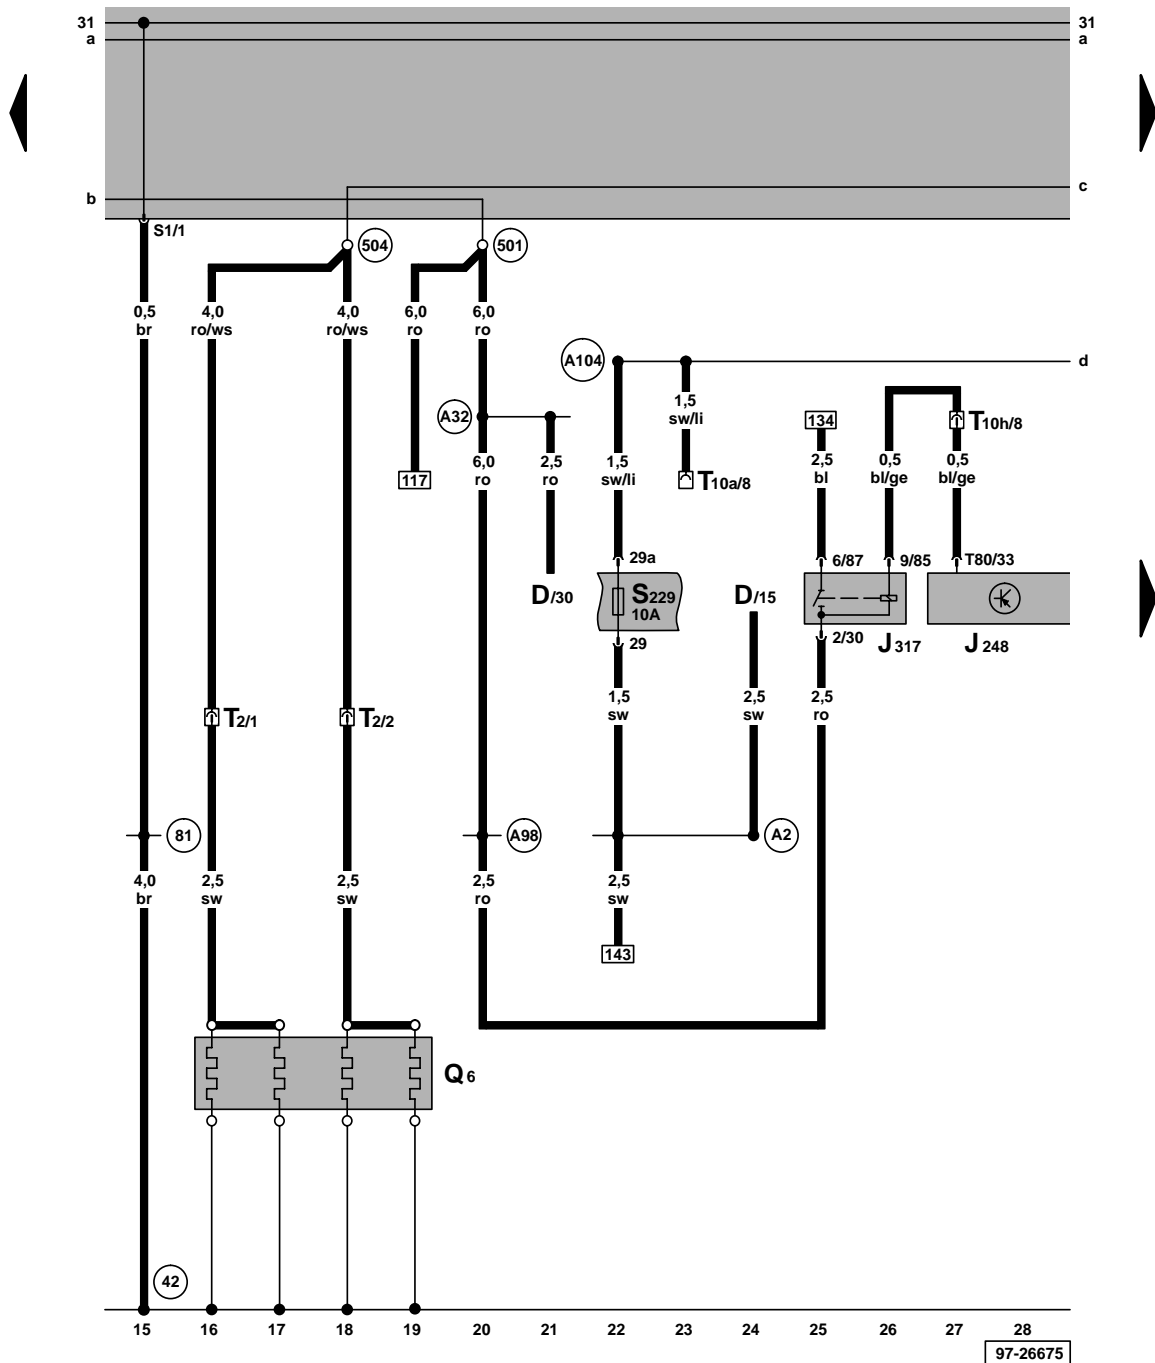 31 31
a a
b c
S1/1
504 501
0,5 4,0 4,0 6,0 6,0
br ro/ws ro/ws ro ro
A104 d
1,5
sw/li
A32 134 T10h/8
6,0 2,5 1,5 2,5 0,5 0,5
ro ro sw/li bl bl/ge bl/ge
117 T10a/8
29a 6/87 9/85 T80/33
D/30 S229 D/15
10A
29 2/30 J317 J248
1,5 2,5 2,5
sw sw ro
T2/1 T2/2
81 A98 A2
4,0 2,5 2,5 2,5 2,5
br sw sw ro sw
143
Q6
42
15 16 17 18 19 20 21 22 23 24 25 26 27 28
97-26675